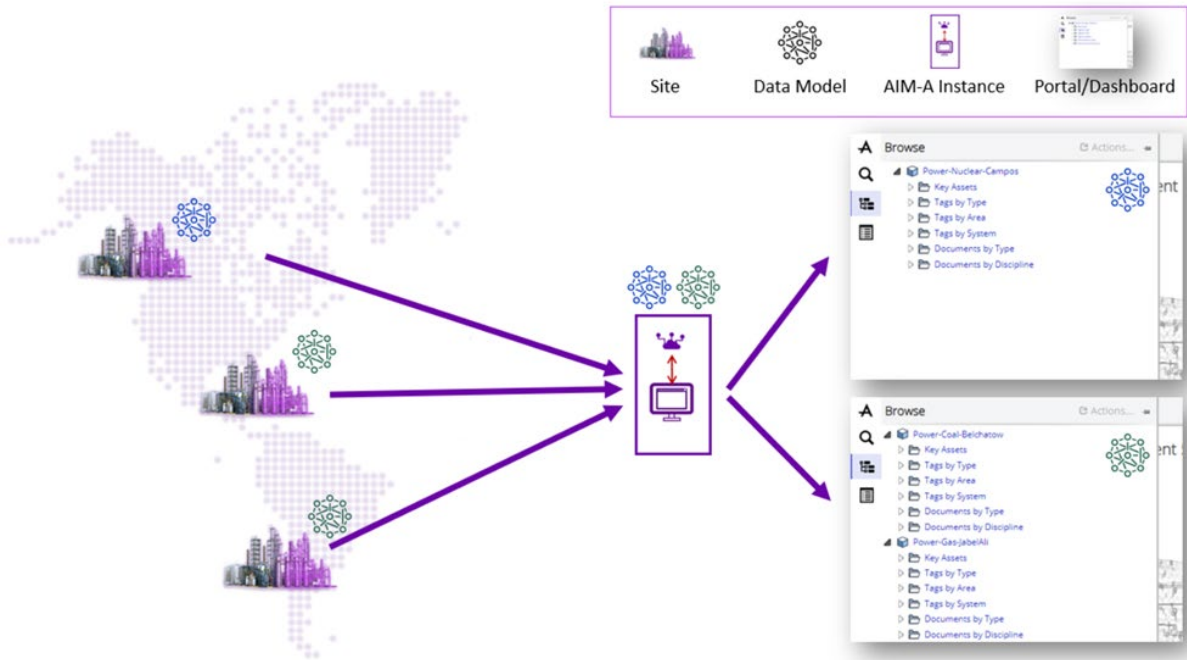 Site
Data Model
AIM-A Instance
Portal/Dashboard
Browse
Actions...
Power-Nuclear-Campos
Key Assets
Tags by Type
Tags by Area
Tags by System
Documents by Type
Documents by Discipline
ent
Browse
Actions...
Power-Coal-Belchatow
Key Assets
Tags by Type
Tags by Area
Tags by System
Documents by Type
Documents by Discipline
Power-Gas-JabelAli
Key Assets
Tags by Type
Tags by Area
Tags by System
Documents by Type
Documents by Discipline
ent